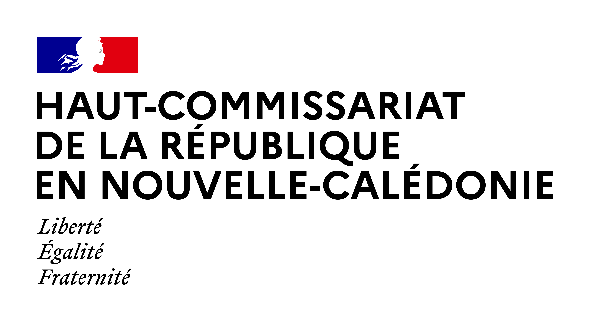 HAUT-COMMISSARIAT
DE LA RÉPUBLIQUE
EN NOUVELLE-CALÉDONIE
Liberté
Égalité
Fraternité